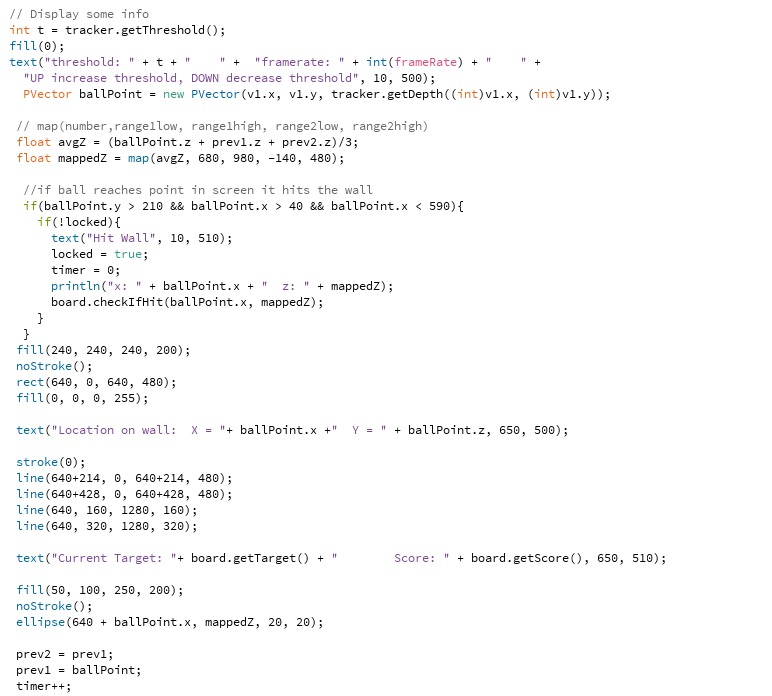 // Display some info
int t = tracker.getThreshold();
fill(0);
text("threshold: " + t + "    " +  "framerate: " + int(frameRate) + "    " +
  "UP increase threshold, DOWN decrease threshold", 10, 500);
  PVector ballPoint = new PVector(v1.x, v1.y, tracker.getDepth((int)v1.x, (int)v1.y));

 // map(number,range1low, range1high, range2low, range2high)
 float avgZ = (ballPoint.z + prev1.z + prev2.z)/3;
 float mappedZ = map(avgZ, 680, 980, -140, 480);

  //if ball reaches point in screen it hits the wall
  if(ballPoint.y > 210 && ballPoint.x > 40 && ballPoint.x < 590){
    if(!locked){
      text("Hit Wall", 10, 510);
      locked = true;
      timer = 0;
      println("x: " + ballPoint.x + "  z: " + mappedZ);
      board.checkIfHit(ballPoint.x, mappedZ);
    }
  }
 fill(240, 240, 240, 200);
 noStroke();
 rect(640, 0, 640, 480);
 fill(0, 0, 0, 255);

 text("Location on wall:  X = "+ ballPoint.x +"  Y = " + ballPoint.z, 650, 500);

 stroke(0);
 line(640+214, 0, 640+214, 480);
 line(640+428, 0, 640+428, 480);
 line(640, 160, 1280, 160);
 line(640, 320, 1280, 320);

 text("Current Target: "+ board.getTarget() + "        Score: " + board.getScore(), 650, 510);

 fill(50, 100, 250, 200);
 noStroke();
 ellipse(640 + ballPoint.x, mappedZ, 20, 20);

 prev2 = prev1;
 prev1 = ballPoint;
 timer++;